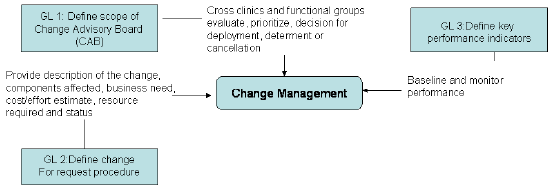 GL 1: Define scope of
Change Advisory Board
(CAB)
Cross clinics and functional groups
evaluate, prioritize, decision for
deployment, determent or
cancellation
GL 3:Define key
performance indicators
Provide description of the change,
components affected, business need,
cost/effort estimate, resource
required and status
Change Management
Baseline and monitor
performance
GL 2:Define change
For request procedure